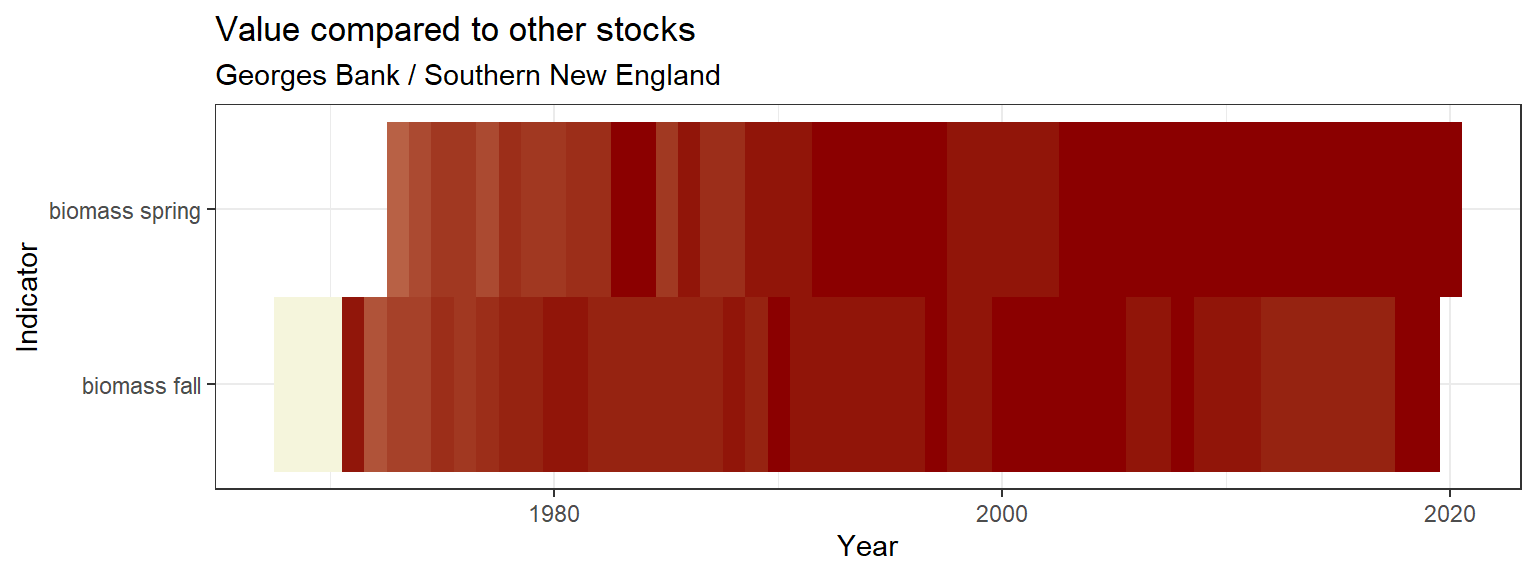 Value compared to other stocks
Georges Bank / Southern New England
Indicator
biomass spring
biomass fall
1980
2000
2020
Year